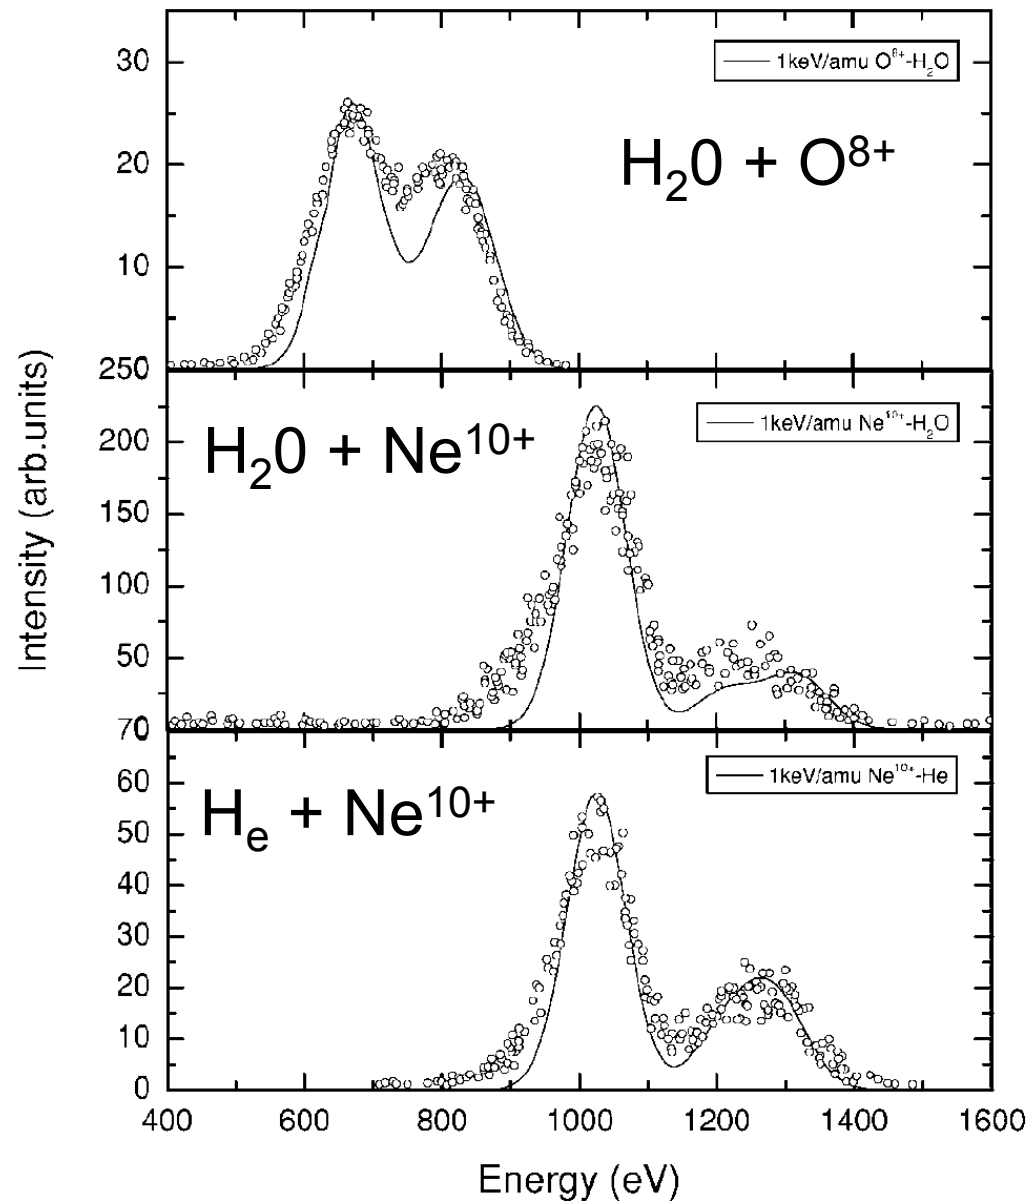 30
20
10
250
1keV/amu O⁸⁺-H₂O
H₂0 + O⁸⁺
Intensity (arb.units)
250
200
150
100
50
70
1keV/amu Ne¹⁰⁺-H₂O
H₂0 + Ne¹⁰⁺
60
50
40
30
20
10
0
1keV/amu Ne¹⁰⁺-He
Hₑ + Ne¹⁰⁺
400 600 800 1000 1200 1400 1600
Energy (eV)